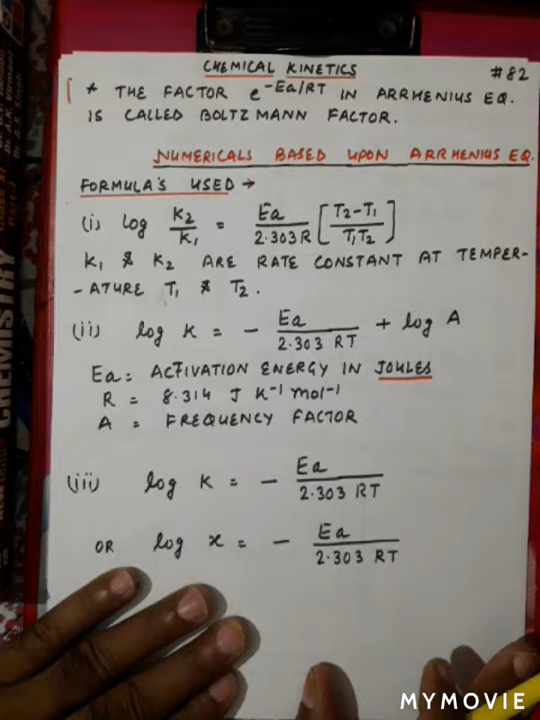 CHEMICAL KINETICS #82
* THE FACTOR e^-Ea/RT IN ARRHENIUS EQ.
IS CALLED BOLTZMANN FACTOR.
NUMERICALS BASED UPON ARRHENIUS EQ.
FORMULA'S USED →
(i) log K2/K1 = Ea/2.303R [T2-T1/T1T2]
K1 & K2 ARE RATE CONSTANT AT TEMPER-
-ATURE T1 & T2.
(ii) log K = - Ea/2.303 RT + log A
Ea = ACTIVATION ENERGY IN JOULES
R = 8.314 J K-1 mol-1
A = FREQUENCY FACTOR
(iii) log K = - Ea/2.303 RT
OR log x = - Ea/2.303 RT
MYMOVIE